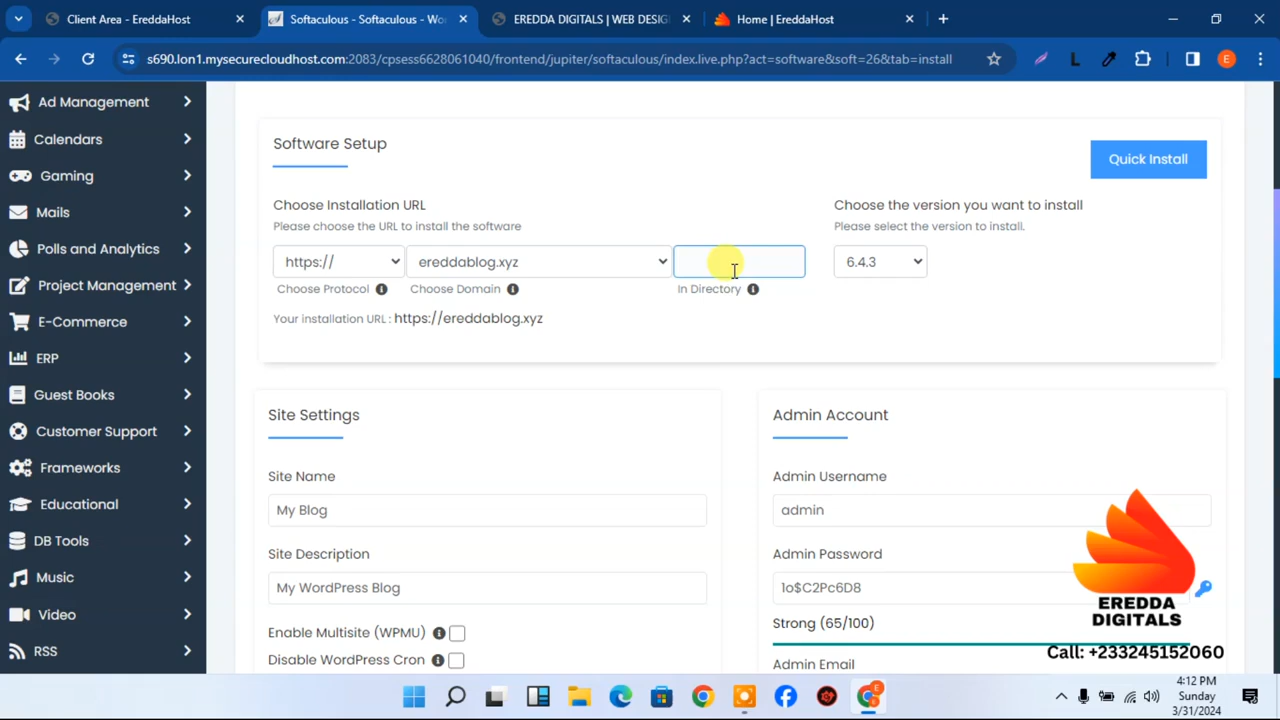 Client Area - EreddaHost
Softaculous - Softaculous - Wo
EREDDA DIGITALS | WEB DESIG
Home | EreddaHost
s690.lon1.mysecurecloudhost.com:2083/cpsess6628061040/frontend/jupiter/softaculous/index.live.php?act=software&soft=26&tab=install
L
E
Ad Management
Calendars
Gaming
Mails
Polls and Analytics
Project Management
E-Commerce
ERP
Guest Books
Customer Support
Frameworks
Educational
DB Tools
Music
Video
RSS
Software Setup
Quick Install
Choose Installation URL
Please choose the URL to install the software
https://
ereddablog.xyz
Choose Protocol
Choose Domain
In Directory
Your installation URL : https://ereddablog.xyz
Choose the version you want to install
Please select the version to install.
6.4.3
Site Settings
Site Name
My Blog
Site Description
My WordPress Blog
Enable Multisite (WPMU)
Disable WordPress Cron
Admin Account
Admin Username
admin
Admin Password
1o$C2Pc6D8
Strong (65/100)
Admin Email
EREDDA
DIGITALS
Call: +233245152060
E
4:12 PM
Sunday
3/31/2024